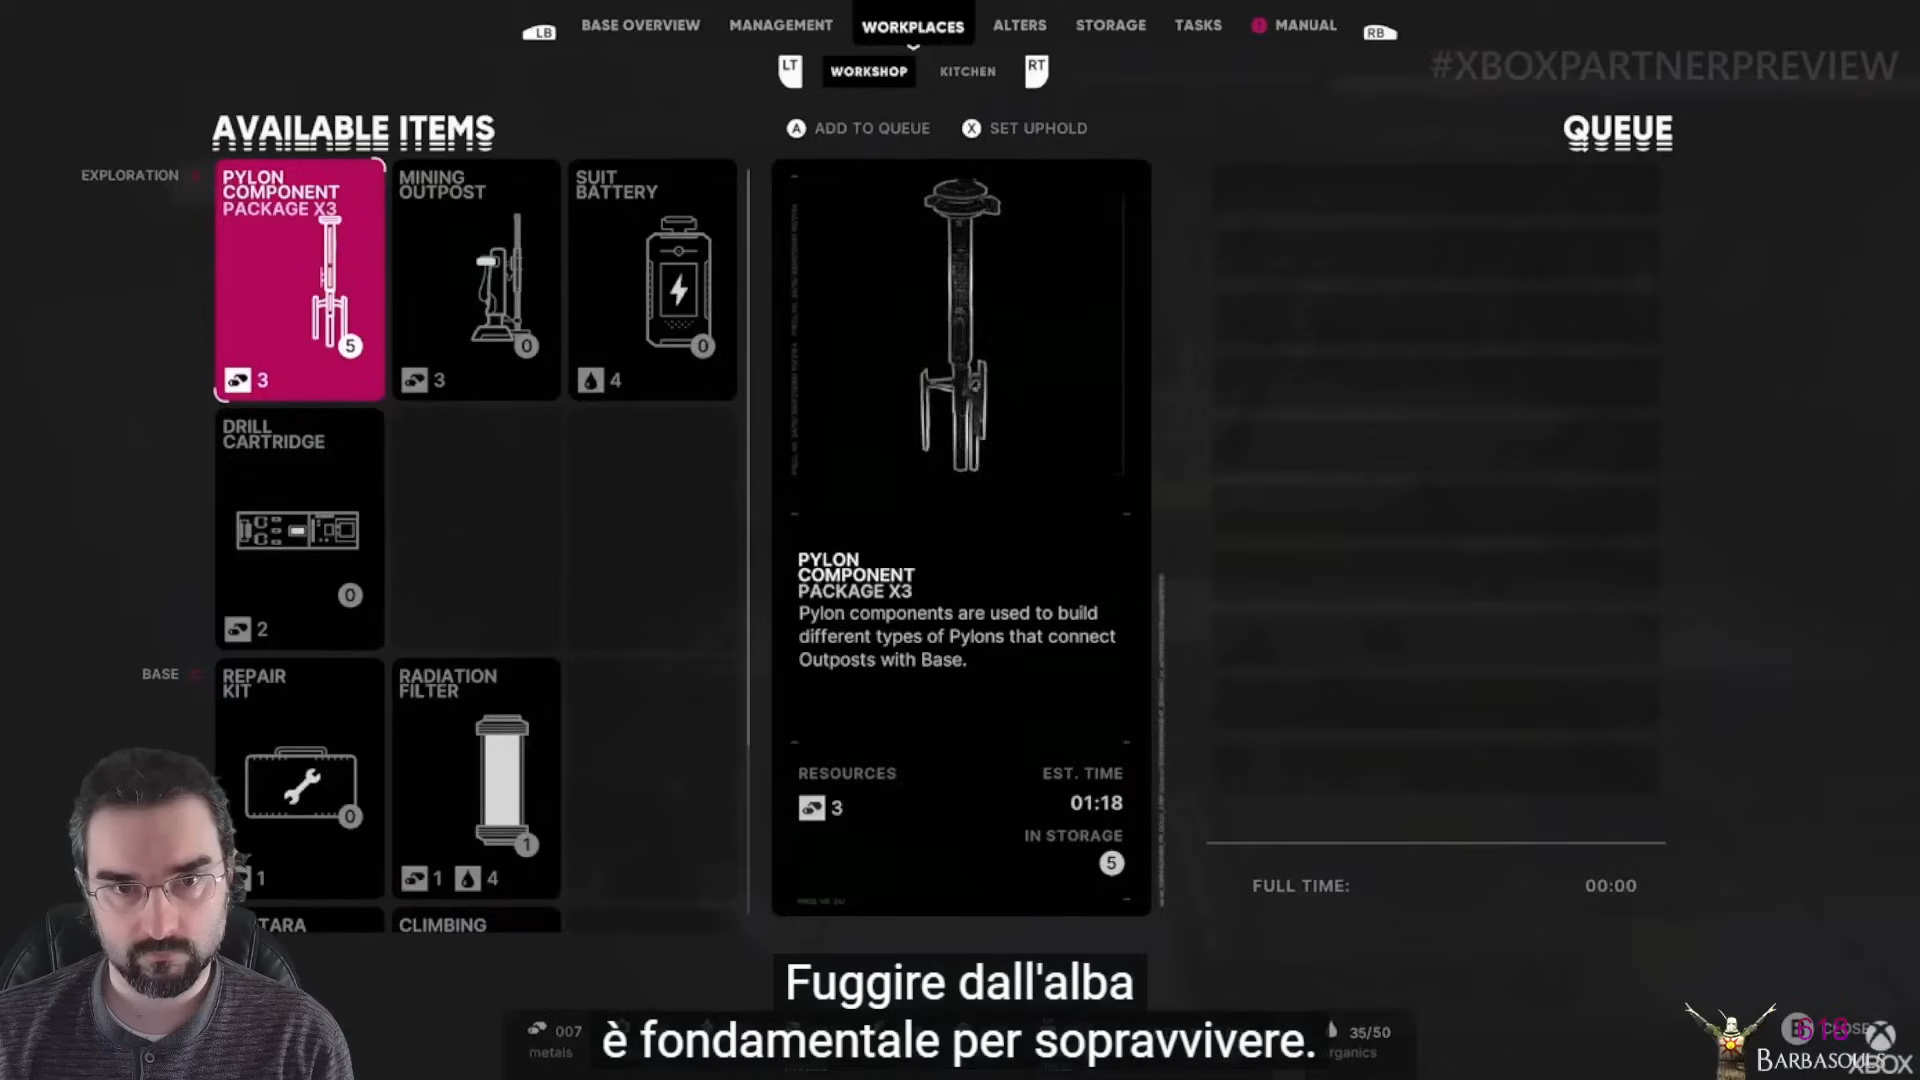 LB BASE OVERVIEW MANAGEMENT WORKPLACES ALTERS STORAGE TASKS MANUAL RB
LT WORKSHOP KITCHEN RT
#XBOXPARTNERPREVIEW
AVAILABLE ITEMS
A ADD TO QUEUE X SET UPHOLD
QUEUE
EXPLORATION
PYLON
COMPONENT
PACKAGE X3
5
3
MINING
OUTPOST
0
3
SUIT
BATTERY
0
4
DRILL
CARTRIDGE
0
2
BASE
REPAIR
KIT
0
1
RADIATION
FILTER
1
1 4
TARA
CLIMBING
PYLON
COMPONENT
PACKAGE X3
Pylon components are used to build
different types of Pylons that connect
Outposts with Base.
RESOURCES
3
EST. TIME
01:18
IN STORAGE
5
FULL TIME: 00:00
Fuggire dall'alba
è fondamentale per sopravvivere.
007
metals
35/50
rganics
BARBASOULS
XBOX